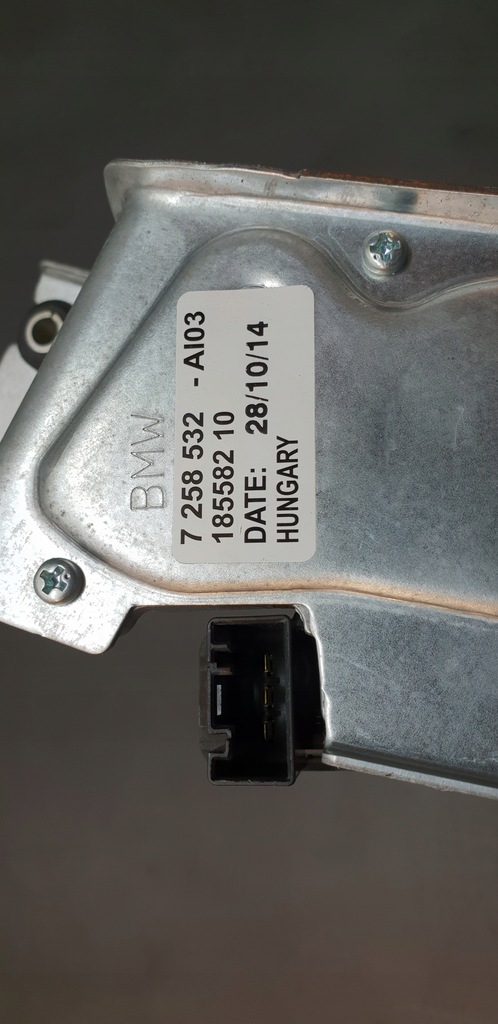 BMW
7 258 532 - AI03
185582 10
DATE: 28/10/14
HUNGARY